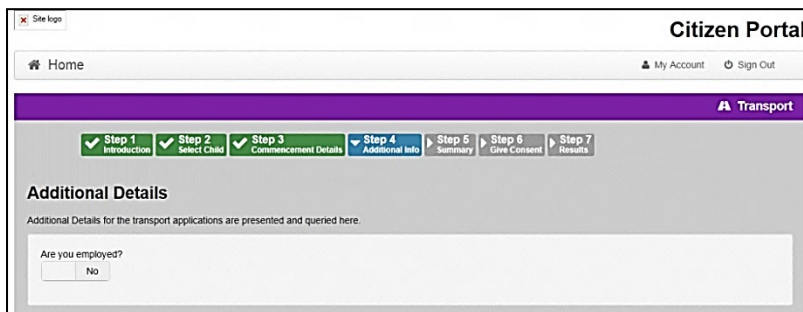 Site logo
Citizen Portal
Home
My Account
Sign Out
Transport
Step 1 Step 2 Step 3 Step 4 Step 5 Step 6 Step 7
Introduction Select Child Commencement Details Additional Info Summary Give Consent Results
Additional Details
Additional Details for the transport applications are presented and queried here.
Are you employed?
No